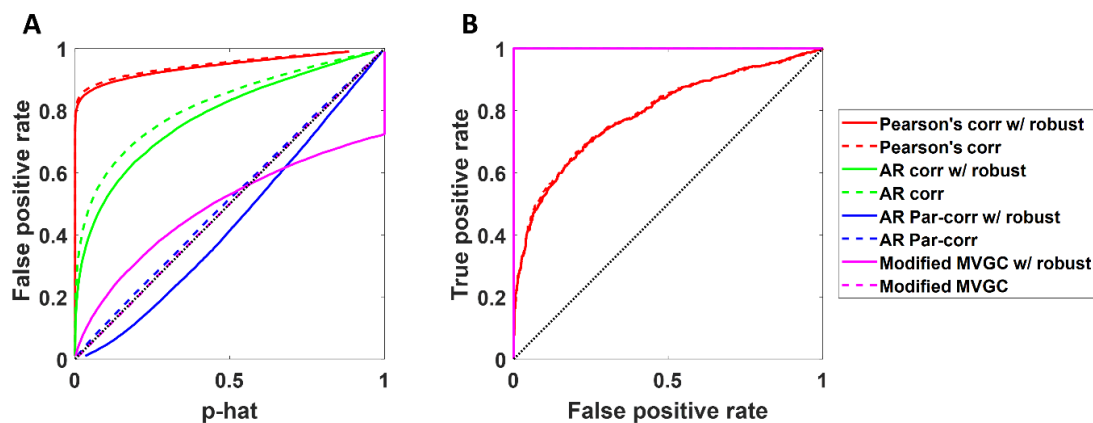 A
False positive rate
1
0.8
0.6
0.4
0.2
0
0
0.5
1
p-hat
B
True positive rate
1
0.8
0.6
0.4
0.2
0
0
0.5
1
False positive rate
Pearson's corr w/ robust
Pearson's corr
AR corr w/ robust
AR corr
AR Par-corr w/ robust
AR Par-corr
Modified MVGC w/ robust
Modified MVGC